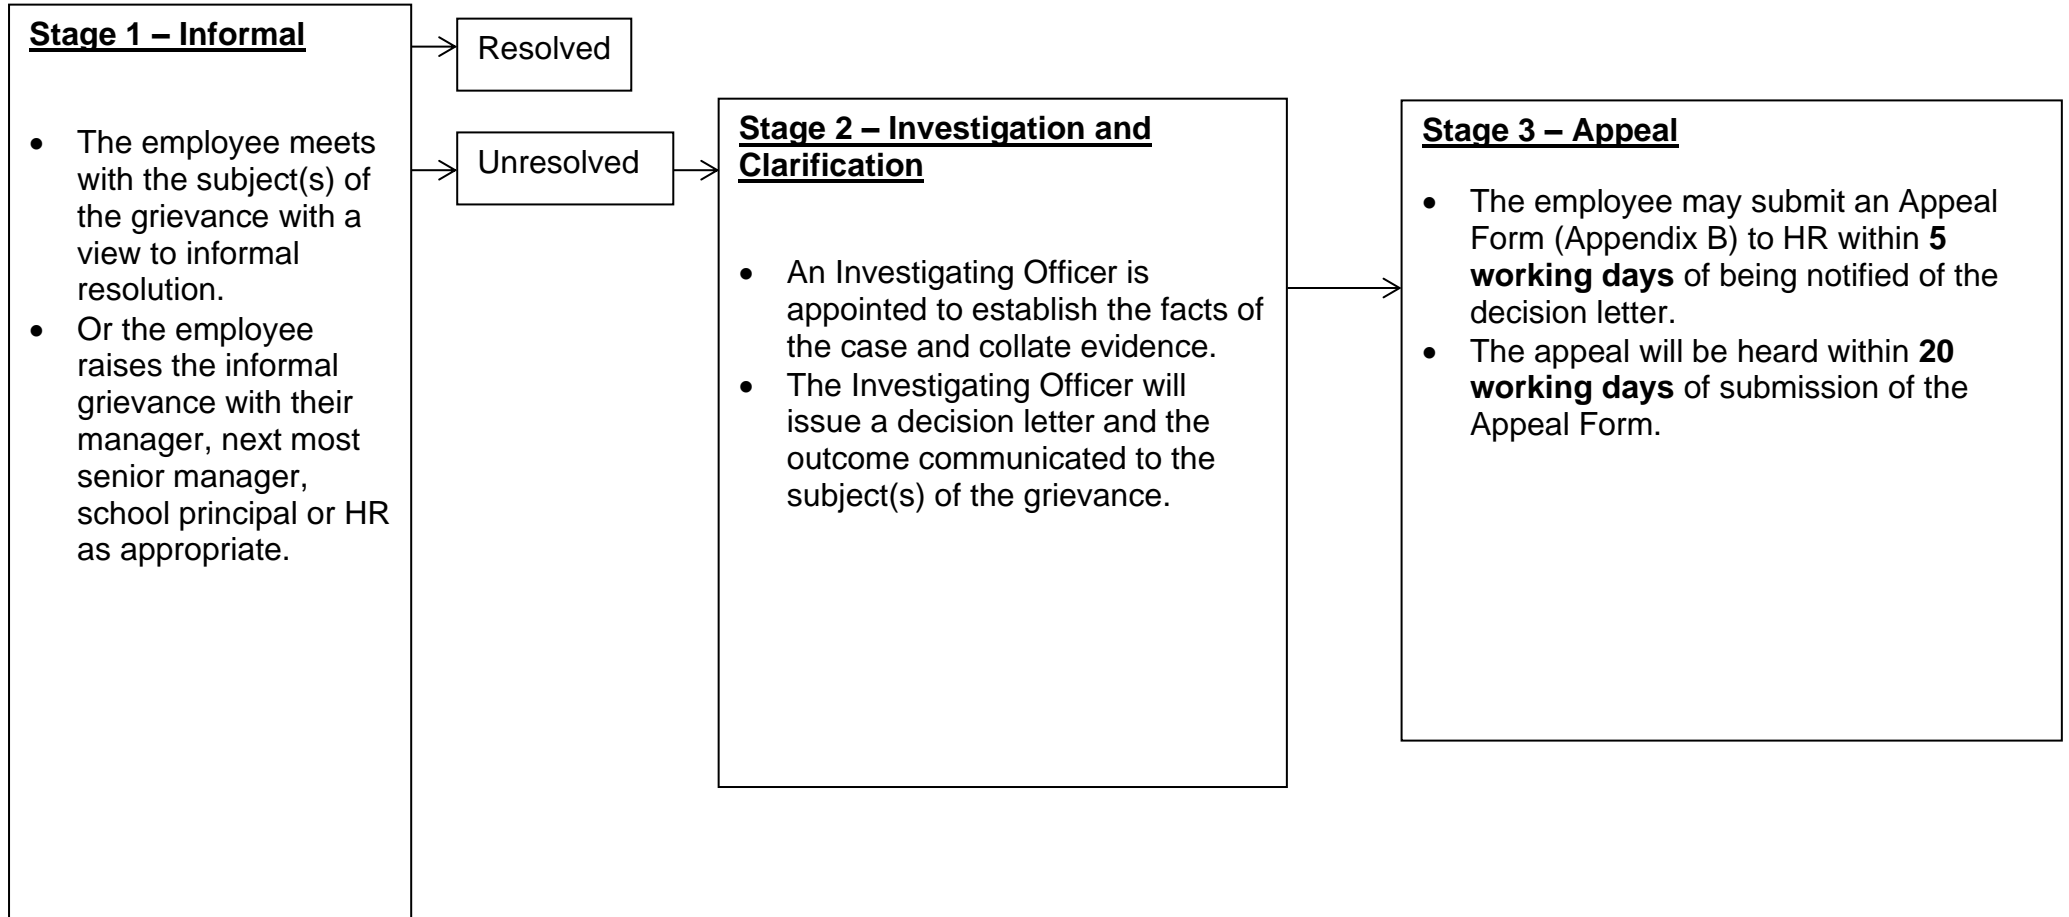 Stage 1 – Informal
• The employee meets
with the subject(s) of
the grievance with a
view to informal
resolution.
• Or the employee
raises the informal
grievance with their
manager, next most
senior manager,
school principal or HR
as appropriate.
Resolved
Unresolved
Stage 2 – Investigation and
Clarification
• An Investigating Officer is
appointed to establish the facts of
the case and collate evidence.
• The Investigating Officer will
issue a decision letter and the
outcome communicated to the
subject(s) of the grievance.
Stage 3 – Appeal
• The employee may submit an Appeal
Form (Appendix B) to HR within 5
working days of being notified of the
decision letter.
• The appeal will be heard within 20
working days of submission of the
Appeal Form.